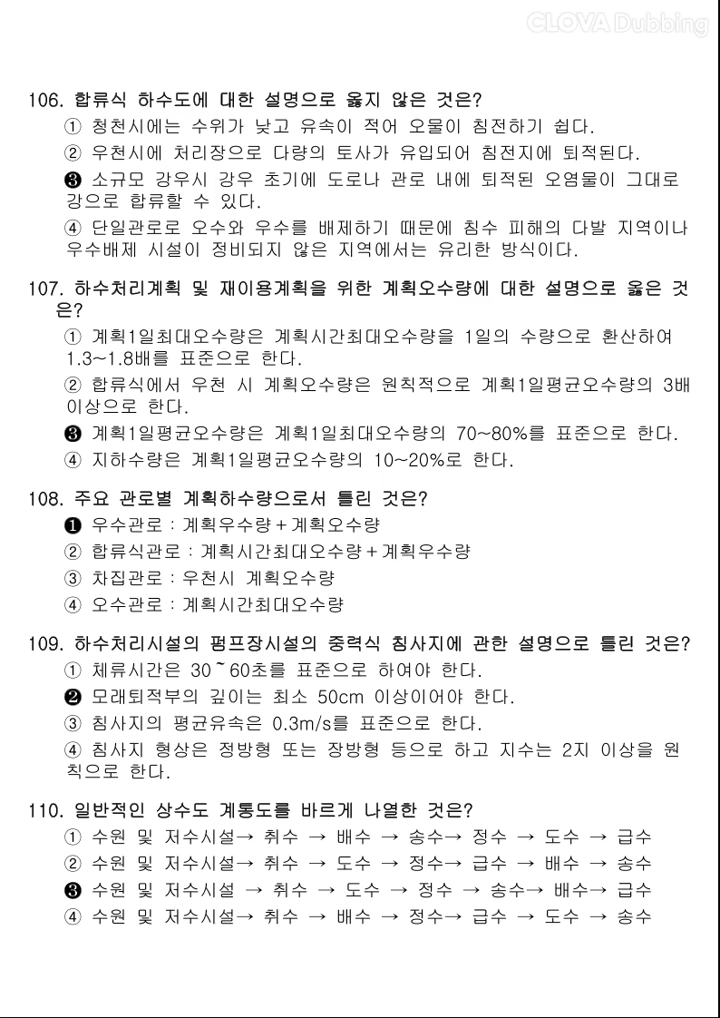 CLOVA Dubbing
106. 합류식 하수도에 대한 설명으로 옳지 않은 것은?
① 청천시에는 수위가 낮고 유속이 적어 오물이 침전하기 쉽다.
② 우천시에 처리장으로 다량의 토사가 유입되어 침전지에 퇴적된다.
❸ 소규모 강우시 강우 초기에 도로나 관로 내에 퇴적된 오염물이 그대로
강으로 합류할 수 있다.
④ 단일관로로 오수와 우수를 배제하기 때문에 침수 피해의 다발 지역이나
우수배제 시설이 정비되지 않은 지역에서는 유리한 방식이다.
107. 하수처리계획 및 재이용계획을 위한 계획오수량에 대한 설명으로 옳은 것
은?
① 계획1일최대오수량은 계획시간최대오수량을 1일의 수량으로 환산하여
1.3~1.8배를 표준으로 한다.
② 합류식에서 우천 시 계획오수량은 원칙적으로 계획1일평균오수량의 3배
이상으로 한다.
❸ 계획1일평균오수량은 계획1일최대오수량의 70~80%를 표준으로 한다.
④ 지하수량은 계획1일평균오수량의 10~20%로 한다.
108. 주요 관로별 계획하수량으로서 틀린 것은?
❶ 우수관로 : 계획우수량+계획오수량
② 합류식관로 : 계획시간최대오수량+계획우수량
③ 차집관로 : 우천시 계획오수량
④ 오수관로 : 계획시간최대오수량
109. 하수처리시설의 펌프장시설의 중력식 침사지에 관한 설명으로 틀린 것은?
① 체류시간은 30~60초를 표준으로 하여야 한다.
❷ 모래퇴적부의 깊이는 최소 50cm 이상이어야 한다.
③ 침사지의 평균유속은 0.3m/s를 표준으로 한다.
④ 침사지 형상은 정방형 또는 장방형 등으로 하고 지수는 2지 이상을 원
칙으로 한다.
110. 일반적인 상수도 계통도를 바르게 나열한 것은?
① 수원 및 저수시설→ 취수 → 배수 → 송수→ 정수 → 도수 → 급수
② 수원 및 저수시설→ 취수 → 도수 → 정수→ 급수 → 배수 → 송수
❸ 수원 및 저수시설 → 취수 → 도수 → 정수 → 송수→ 배수→ 급수
④ 수원 및 저수시설→ 취수 → 배수 → 정수→ 급수 → 도수 → 송수